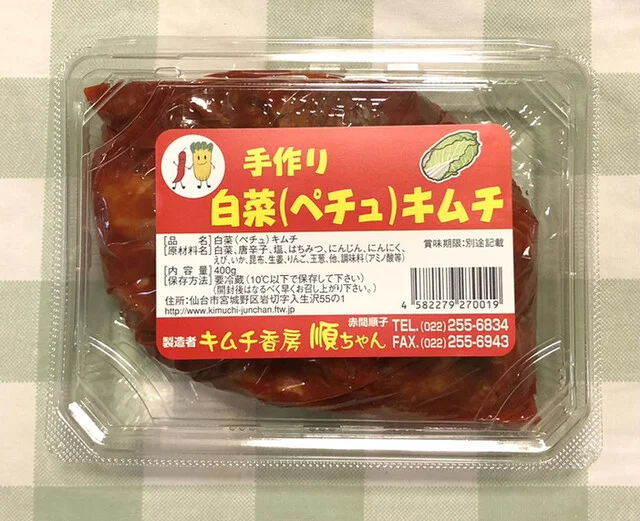 手作り
白菜(ペチュ)キムチ
[品　　名]白菜(ペチュ)キムチ
[原材料名]白菜、唐辛子、塩、はちみつ、にんじん、にんにく、
えび、いか、昆布、生姜、りんご、玉葱、他、調味料(アミノ酸等)
賞味期限:別途記載
[内 容 量]400g
[保存方法]要冷蔵(10℃以下で保存して下さい)
(開封後はなるべく早くお召し上がり下さい。)
住所:仙台市宮城野区岩切字入生沢55の1
http://www.kimuchi-junchan.ftw.jp
4 582279 270019
製造者 キムチ香房 順ちゃん
赤間順子
TEL.(022)255-6834
FAX.(022)255-6943